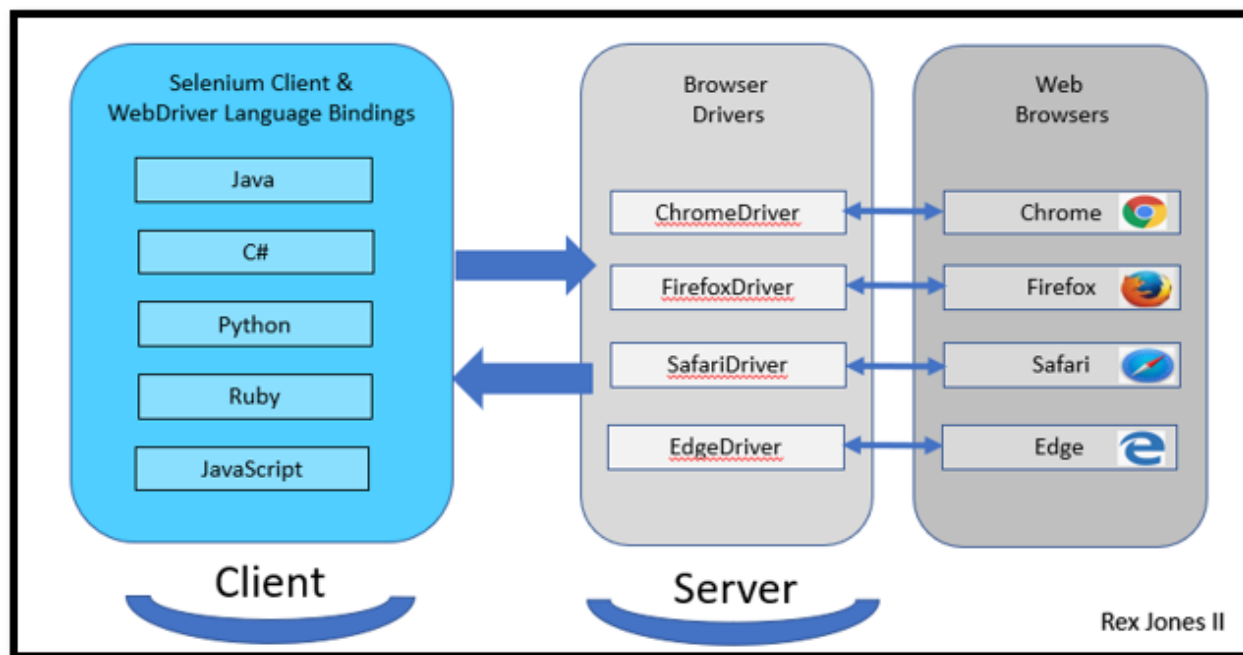 Selenium Client &
WebDriver Language Bindings
Java
C#
Python
Ruby
JavaScript
Client
Browser
Drivers
ChromeDriver
FirefoxDriver
SafariDriver
EdgeDriver
Server
Web
Browsers
Chrome
Firefox
Safari
Edge
Rex Jones II